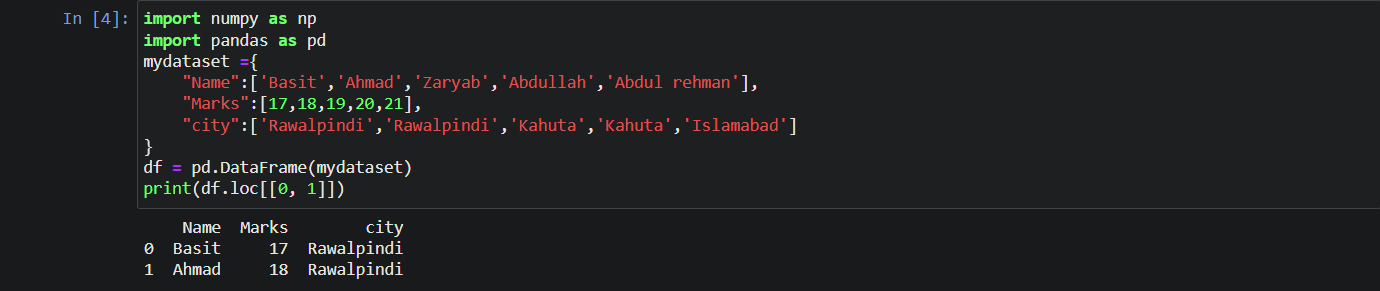 In [4]: import numpy as np
import pandas as pd
mydataset ={
    "Name":['Basit','Ahmad','Zaryab','Abdullah','Abdul rehman'],
    "Marks":[17,18,19,20,21],
    "city":['Rawalpindi','Rawalpindi','Kahuta','Kahuta','Islamabad']
}
df = pd.DataFrame(mydataset)
print(df.loc[[0, 1]])
    Name  Marks        city
0  Basit     17  Rawalpindi
1  Ahmad     18  Rawalpindi